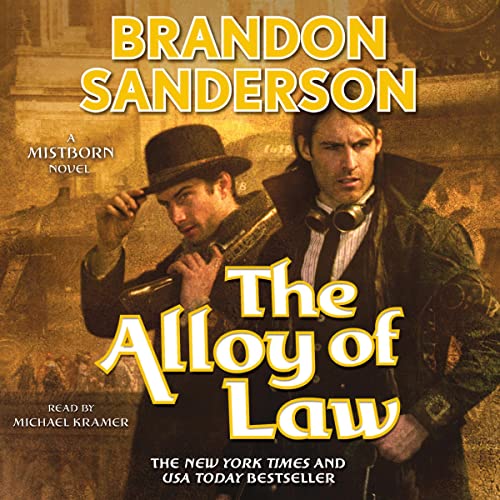 BRANDON
SANDERSON
A
MISTBORN
NOVEL
The
Alloy of
Law
READ BY
MICHAEL KRAMER
THE NEW YORK TIMES AND
USA TODAY BESTSELLER